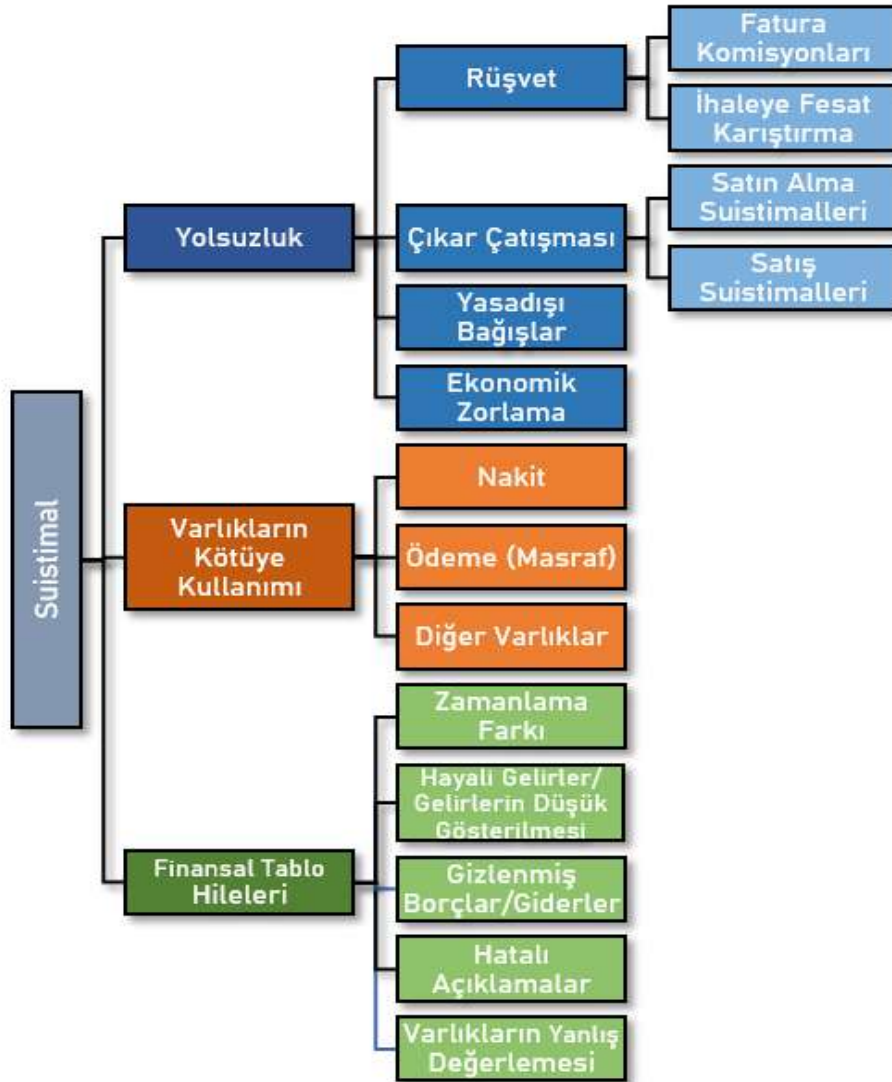 Suistimal
Yolsuzluk
Rüşvet
Fatura
Komisyonları
İhaleye Fesat
Karıştırma
Çıkar Çatışması
Satın Alma
Suistimalleri
Satış
Suistimalleri
Yasadışı
Bağışlar
Ekonomik
Zorlama
Varlıkların
Kötüye
Kullanımı
Nakit
Ödeme (Masraf)
Diğer Varlıklar
Finansal Tablo
Hileleri
Zamanlama
Farkı
Hayali Gelirler/
Gelirlerin Düşük
Gösterilmesi
Gizlenmiş
Borçlar/Giderler
Hatalı
Açıklamalar
Varlıkların Yanlış
Değerlemesi